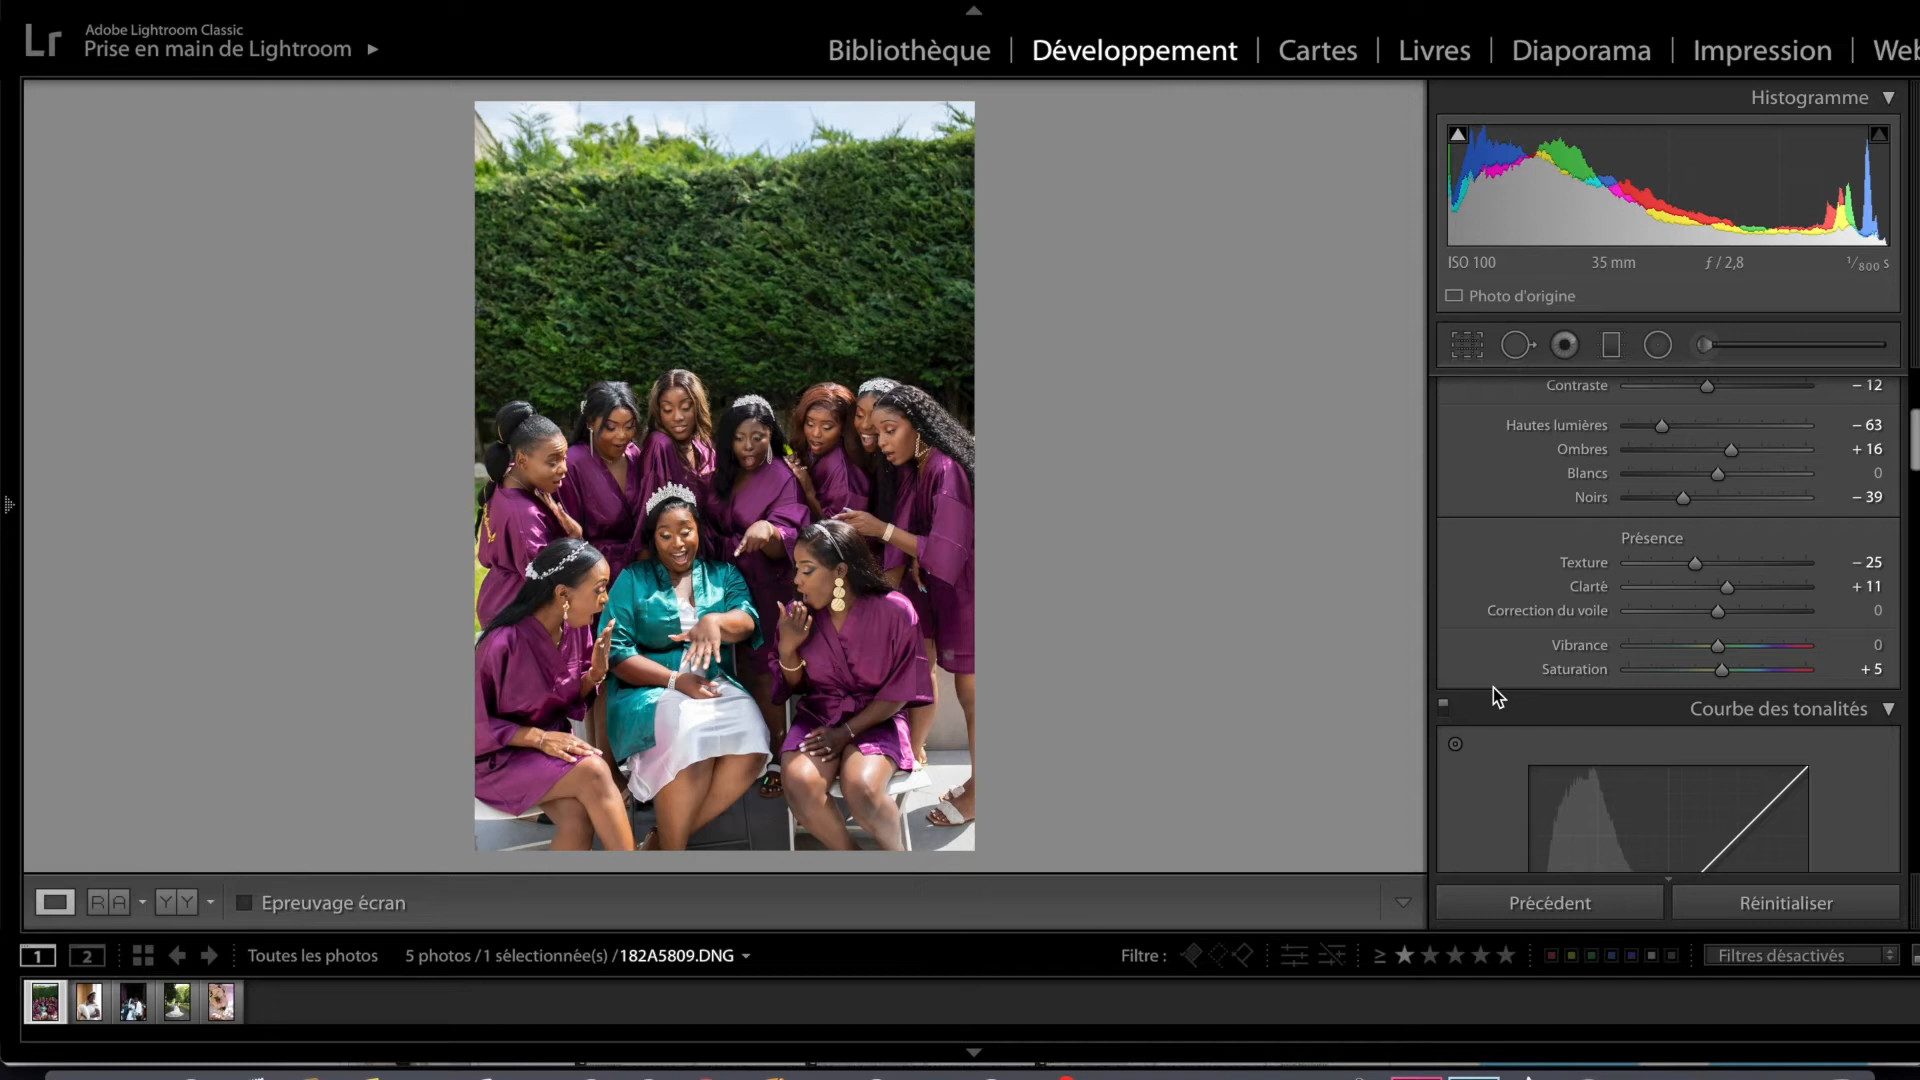 Lr Adobe Lightroom Classic
Prise en main de Lightroom
Bibliothèque | Développement | Cartes | Livres | Diaporama | Impression | Web
Histogramme
ISO 100 35 mm ƒ / 2,8 1/800 s
Photo d'origine
Contraste − 12
Hautes lumières − 63
Ombres + 16
Blancs 0
Noirs − 39
Présence
Texture − 25
Clarté + 11
Correction du voile 0
Vibrance 0
Saturation + 5
Courbe des tonalités
Précédent Réinitialiser
R A Y Y Epreuvage écran
1 2 Toutes les photos 5 photos /1 sélectionnée(s) /182A5809.DNG Filtre : ≥ Filtres désactivés